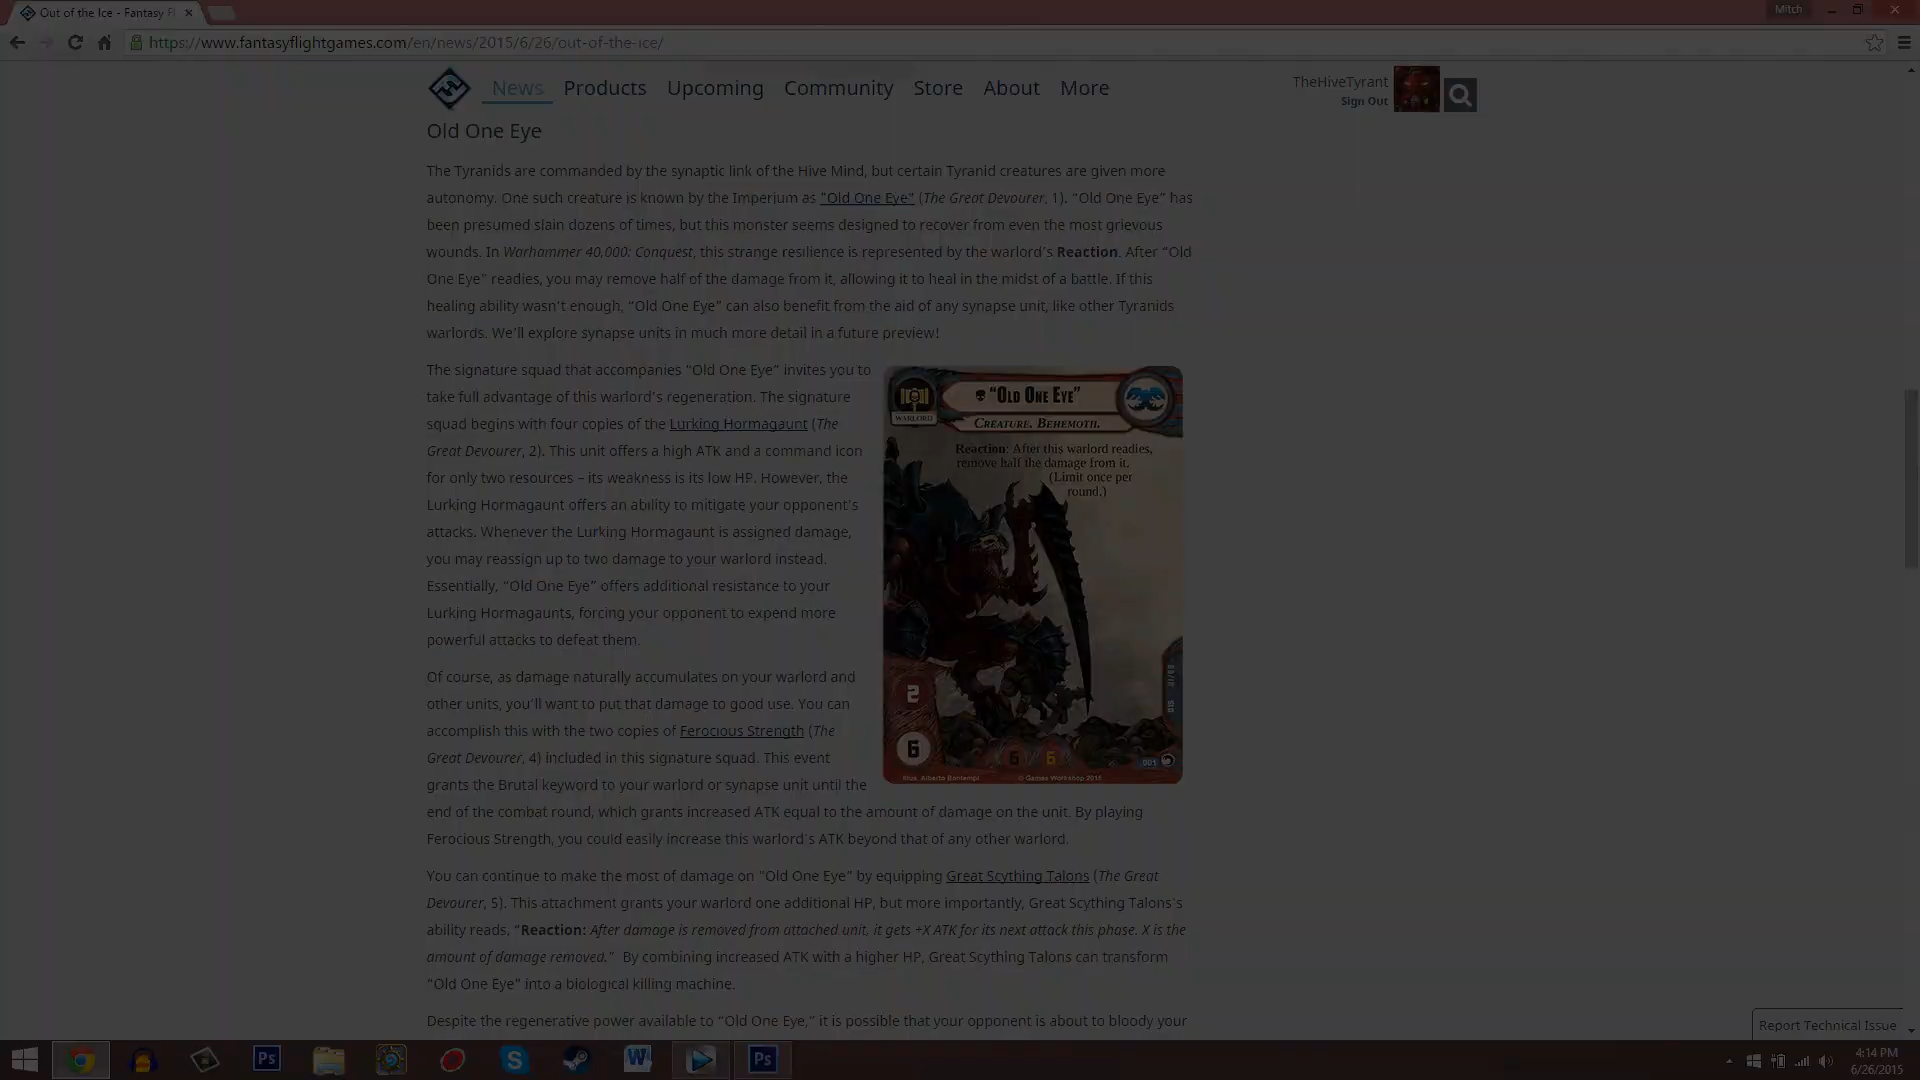 Out of the Ice - Fantasy Fl
Mitch
https://www.fantasyflightgames.com/en/news/2015/6/26/out-of-the-ice/
News Products Upcoming Community Store About More
TheHiveTyrant
Sign Out
Old One Eye
The Tyranids are commanded by the synaptic link of the Hive Mind, but certain Tyranid creatures are given more
autonomy. One such creature is known by the Imperium as "Old One Eye" (The Great Devourer, 1). “Old One Eye” has
been presumed slain dozens of times, but this monster seems designed to recover from even the most grievous
wounds. In Warhammer 40,000: Conquest, this strange resilience is represented by the warlord’s Reaction. After “Old
One Eye” readies, you may remove half of the damage from it, allowing it to heal in the midst of a battle. If this
healing ability wasn’t enough, “Old One Eye” can also benefit from the aid of any synapse unit, like other Tyranids
warlords. We’ll explore synapse units in much more detail in a future preview!
The signature squad that accompanies “Old One Eye” invites you to
take full advantage of this warlord’s regeneration. The signature
squad begins with four copies of the Lurking Hormagaunt (The
Great Devourer, 2). This unit offers a high ATK and a command icon
for only two resources – its weakness is its low HP. However, the
Lurking Hormagaunt offers an ability to mitigate your opponent’s
attacks. Whenever the Lurking Hormagaunt is assigned damage,
you may reassign up to two damage to your warlord instead.
Essentially, “Old One Eye” offers additional resistance to your
Lurking Hormagaunts, forcing your opponent to expend more
powerful attacks to defeat them.
"OLD ONE EYE"
WARLORD
CREATURE. BEHEMOTH.
Reaction: After this warlord readies,
remove half the damage from it.
(Limit once per
round.)
2
6
6 6
001
Illus. Alberto Bontempi
© Games Workshop 2015
Of course, as damage naturally accumulates on your warlord and
other units, you’ll want to put that damage to good use. You can
accomplish this with the two copies of Ferocious Strength (The
Great Devourer, 4) included in this signature squad. This event
grants the Brutal keyword to your warlord or synapse unit until the
end of the combat round, which grants increased ATK equal to the amount of damage on the unit. By playing
Ferocious Strength, you could easily increase this warlord’s ATK beyond that of any other warlord.
You can continue to make the most of damage on “Old One Eye” by equipping Great Scything Talons (The Great
Devourer, 5). This attachment grants your warlord one additional HP, but more importantly, Great Scything Talons’s
ability reads, “Reaction: After damage is removed from attached unit, it gets +X ATK for its next attack this phase. X is the
amount of damage removed.” By combining increased ATK with a higher HP, Great Scything Talons can transform
“Old One Eye” into a biological killing machine.
Despite the regenerative power available to “Old One Eye,” it is possible that your opponent is about to bloody your
Report Technical Issue
4:14 PM
6/26/2015